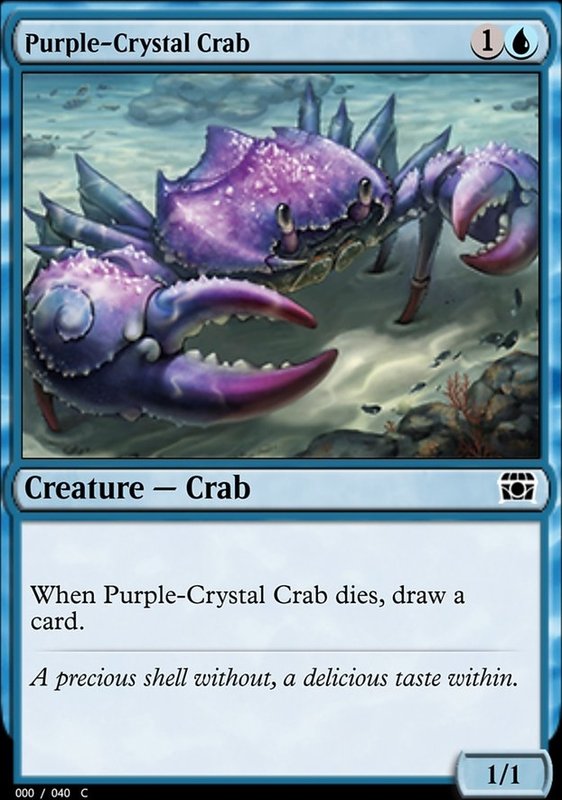 Purple-Crystal Crab
1
Creature — Crab
When Purple-Crystal Crab dies, draw a
card.
A precious shell without, a delicious taste within.
1/1
000 / 040 C